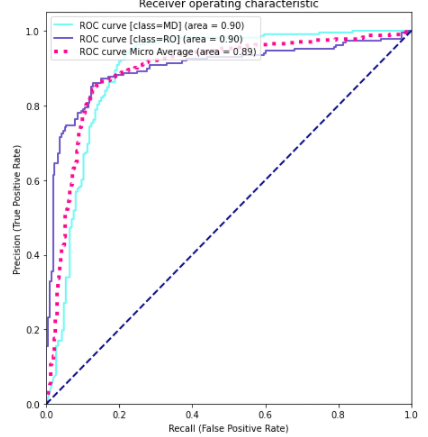 Receiver operating characteristic
ROC curve [class=MD] (area = 0.90)
ROC curve [class=RO] (area = 0.90)
ROC curve Micro Average (area = 0.89)
1.0
0.8
0.6
0.4
0.2
0.0
Precision (True Positive Rate)
0.0 0.2 0.4 0.6 0.8 1.0
Recall (False Positive Rate)